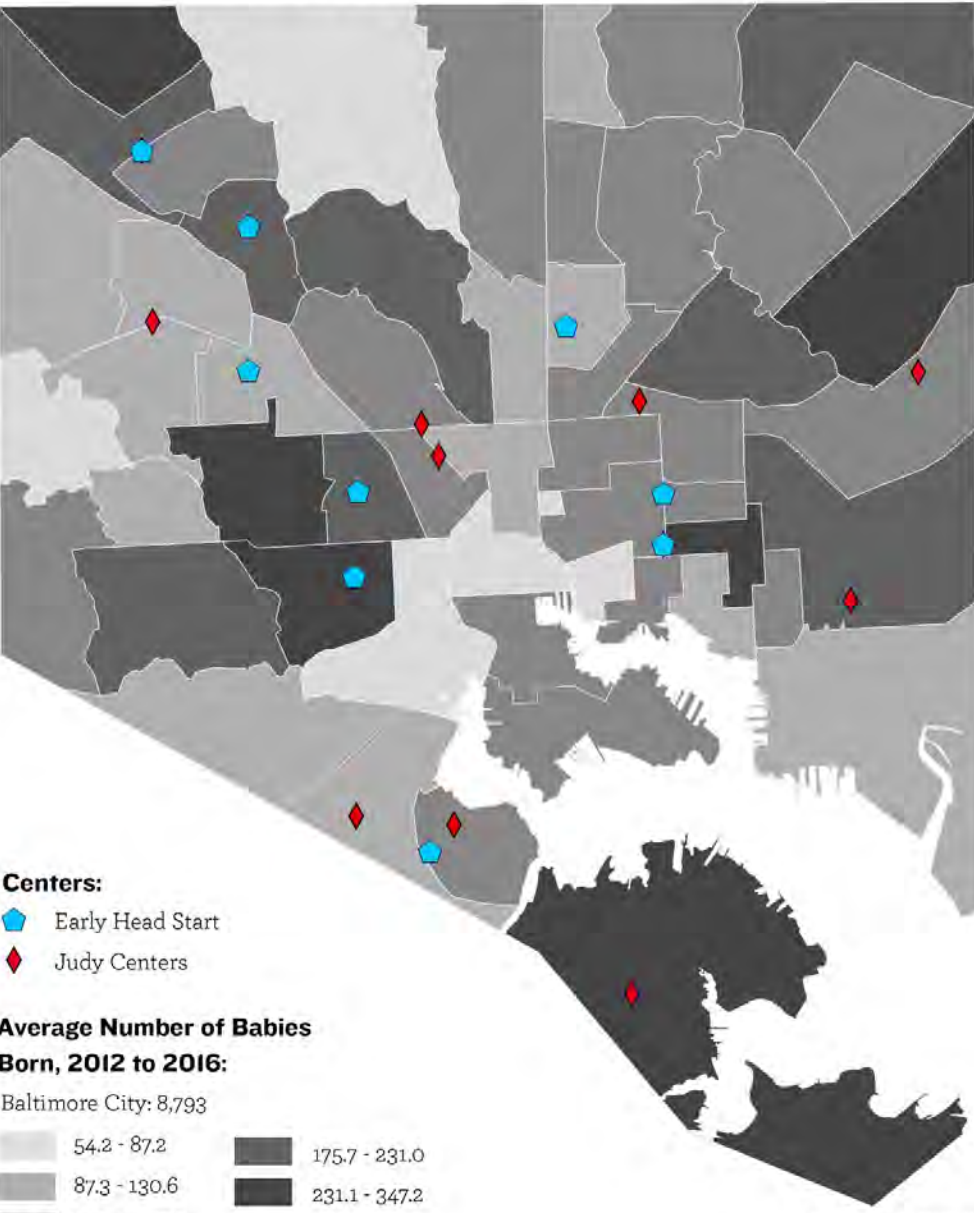 Centers:
Early Head Start
Judy Centers
Average Number of Babies
Born, 2012 to 2016:
Baltimore City: 8,793
54.2 - 87.2
175.7 - 231.0
87.3 - 130.6
231.1 - 347.2